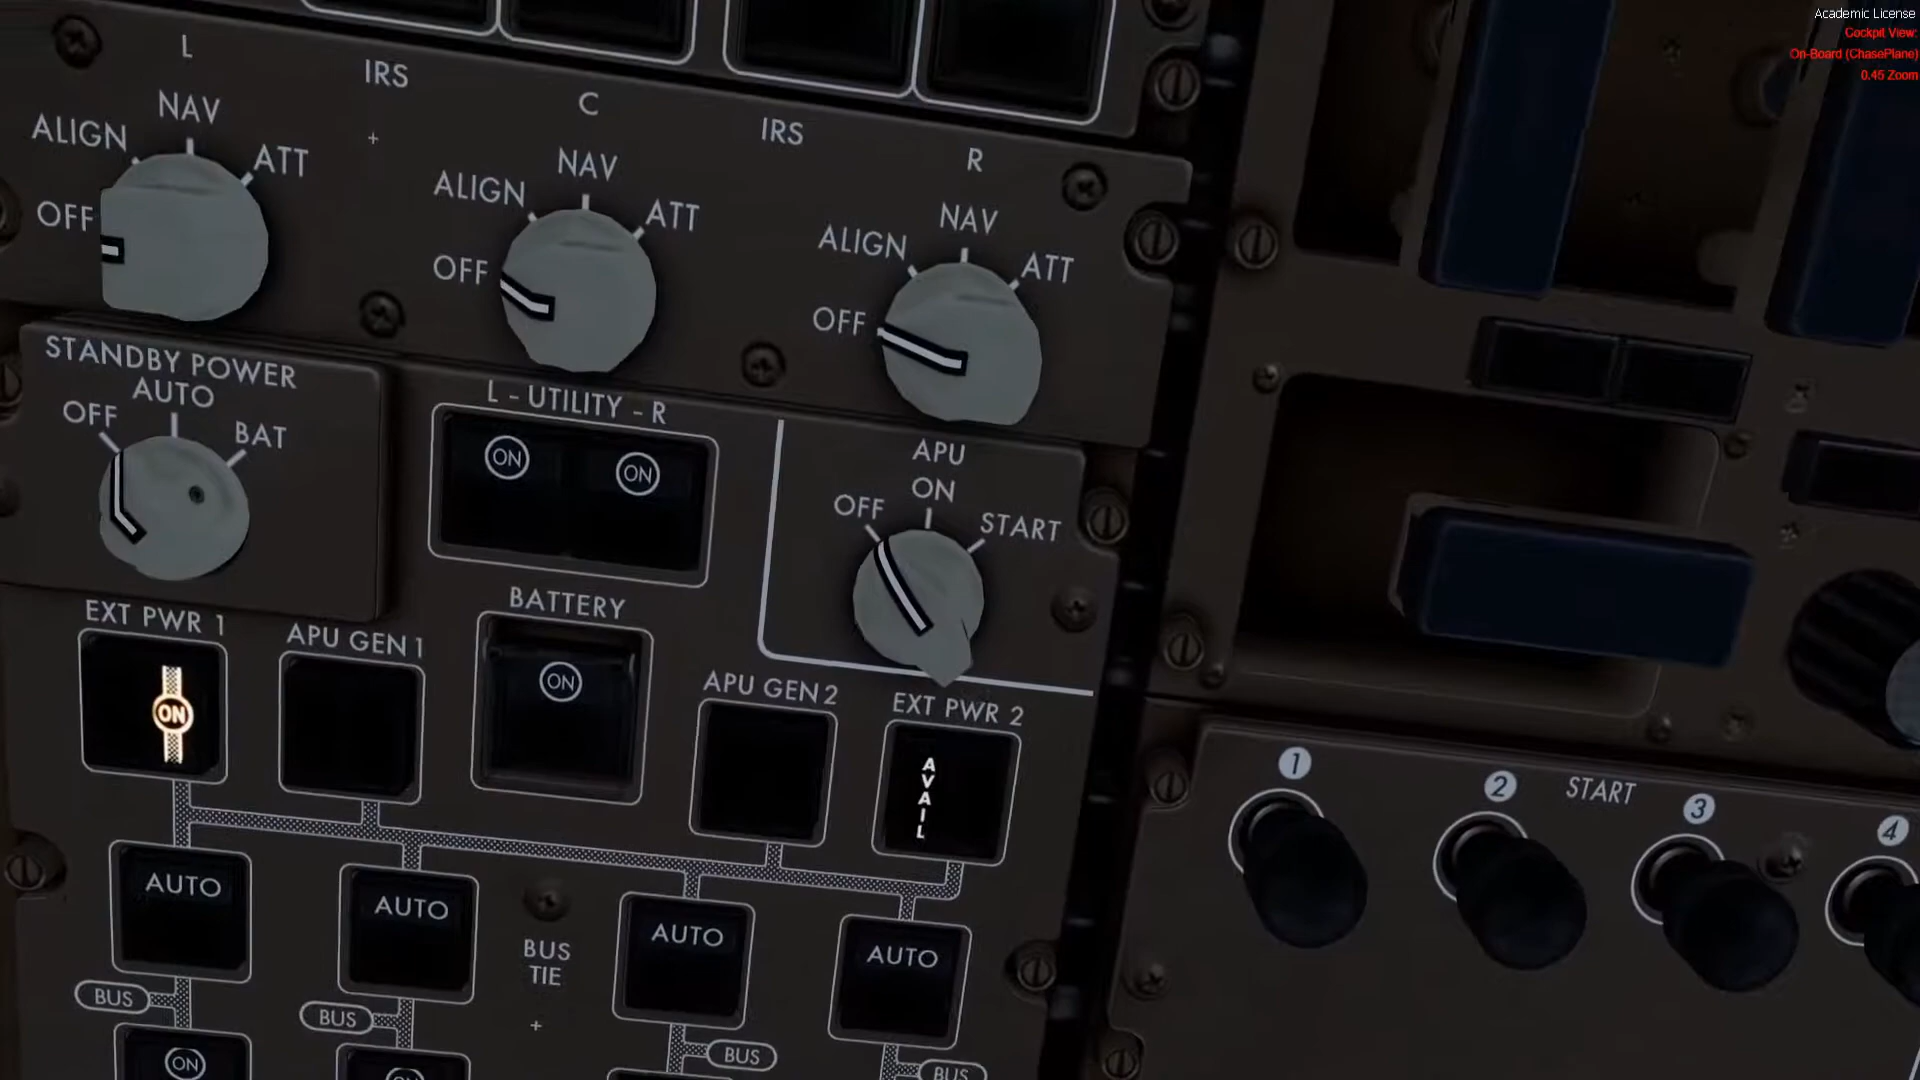 Academic License
Cockpit View:
On-Board (ChasePlane)
0.45 Zoom
L
IRS
C
IRS
R
ALIGN NAV ATT
OFF
ALIGN NAV ATT
OFF
ALIGN NAV ATT
OFF
STANDBY POWER
OFF AUTO BAT
L - UTILITY - R
ON ON
APU
OFF ON START
EXT PWR 1
ON
APU GEN 1
BATTERY
ON
APU GEN 2
EXT PWR 2
AVAIL
1 2 START 3 4
AUTO AUTO AUTO AUTO
BUS
TIE
BUS BUS BUS BUS
ON ON